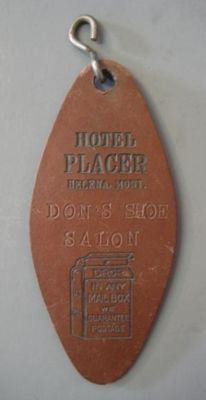 HOTEL
PLACER
HELENA, MONT.
DON'S SHOE
SALON
DROP
IN ANY
MAIL BOX
WE
GUARANTEE
POSTAGE